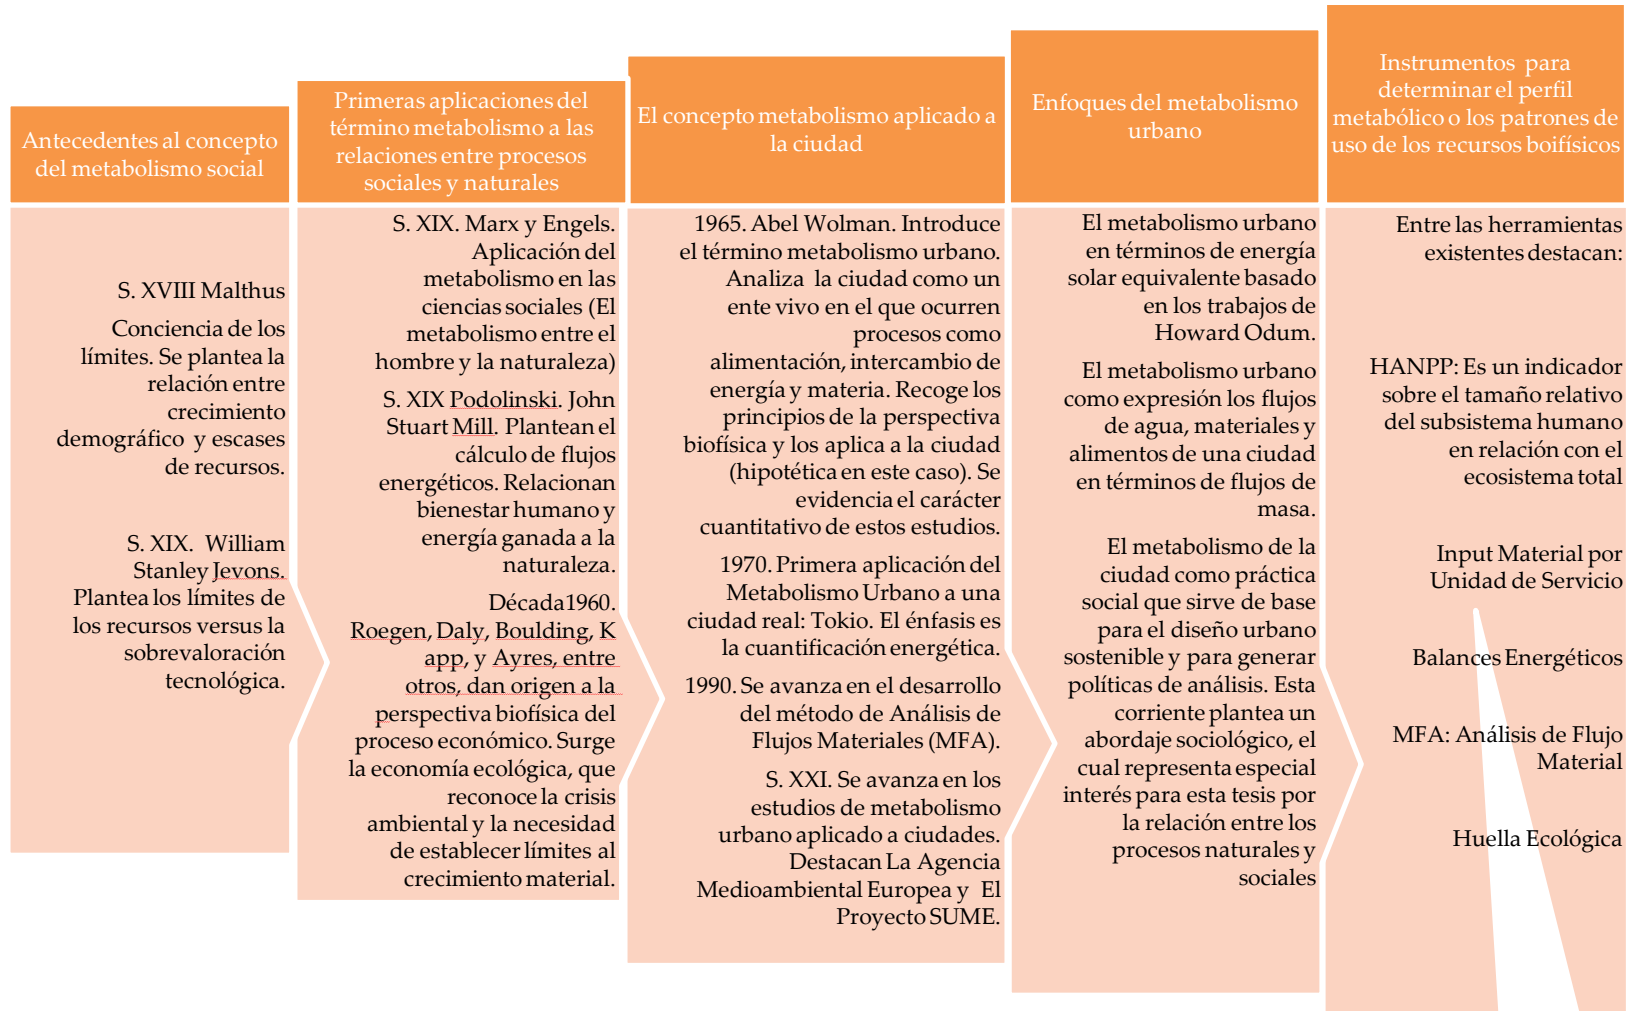 Antecedentes al concepto
del metabolismo social
S. XVIII Malthus
Conciencia de los
límites. Se plantea la
relación entre
crecimiento
demográfico y escases
de recursos.
S. XIX. William
Stanley Jevons.
Plantea los límites de
los recursos versus la
sobrevaloración
tecnológica.
Primeras aplicaciones del
término metabolismo a las
relaciones entre procesos
sociales y naturales
S. XIX. Marx y Engels.
Aplicación del
metabolismo en las
ciencias sociales (El
metabolismo entre el
hombre y la naturaleza)
S. XIX Podolinski. John
Stuart Mill. Plantean el
cálculo de flujos
energéticos. Relacionan
bienestar humano y
energía ganada a la
naturaleza.
Década1960.
Roegen, Daly, Boulding, K
app, y Ayres, entre
otros, dan origen a la
perspectiva biofísica del
proceso económico. Surge
la economía ecológica, que
reconoce la crisis
ambiental y la necesidad
de establecer límites al
crecimiento material.
El concepto metabolismo aplicado a
la ciudad
1965. Abel Wolman. Introduce
el término metabolismo urbano.
Analiza la ciudad como un
ente vivo en el que ocurren
procesos como
alimentación, intercambio de
energía y materia. Recoge los
principios de la perspectiva
biofísica y los aplica a la ciudad
(hipotética en este caso). Se
evidencia el carácter
cuantitativo de estos estudios.
1970. Primera aplicación del
Metabolismo Urbano a una
ciudad real: Tokio. El énfasis es
la cuantificación energética.
1990. Se avanza en el desarrollo
del método de Análisis de
Flujos Materiales (MFA).
S. XXI. Se avanza en los
estudios de metabolismo
urbano aplicado a ciudades.
Destacan La Agencia
Medioambiental Europea y El
Proyecto SUME.
Enfoques del metabolismo
urbano
El metabolismo urbano
en términos de energía
solar equivalente basado
en los trabajos de
Howard Odum.
El metabolismo urbano
como expresión los flujos
de agua, materiales y
alimentos de una ciudad
en términos de flujos de
masa.
El metabolismo de la
ciudad como práctica
social que sirve de base
para el diseño urbano
sostenible y para generar
políticas de análisis. Esta
corriente plantea un
abordaje sociológico, el
cual representa especial
interés para esta tesis por
la relación entre los
procesos naturales y
sociales
Instrumentos para
determinar el perfil
metabólico o los patrones de
uso de los recursos boifísicos
Entre las herramientas
existentes destacan:
HANPP: Es un indicador
sobre el tamaño relativo
del subsistema humano
en relación con el
ecosistema total
Input Material por
Unidad de Servicio
Balances Energéticos
MFA: Análisis de Flujo
Material
Huella Ecológica